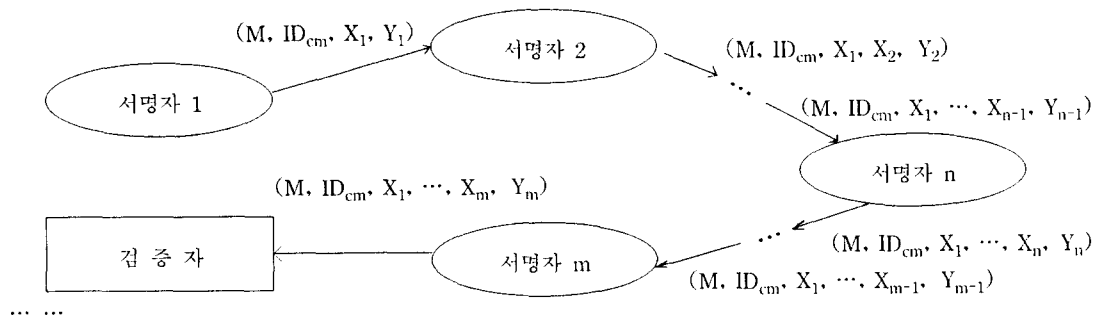 (M, ID_cm, X_1, Y_1)
서명자 1
서명자 2
(M, ID_cm, X_1, X_2, Y_2)
...
(M, ID_cm, X_1, …, X_n-1, Y_n-1)
서명자 n
(M, ID_cm, X_1, …, X_n, Y_n)
...
(M, ID_cm, X_1, …, X_m-1, Y_m-1)
서명자 m
(M, ID_cm, X_1, …, X_m, Y_m)
검 증 자
… …